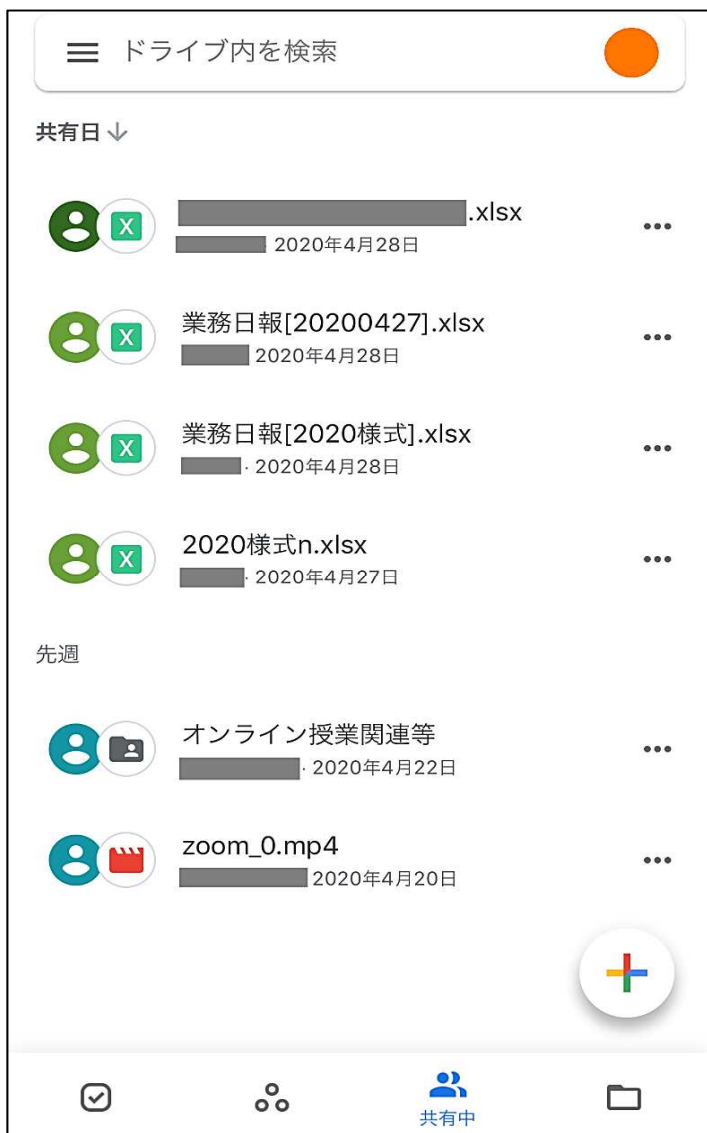 ドライブ内を検索
共有日
.xlsx
2020年4月28日
業務日報[20200427].xlsx
2020年4月28日
業務日報[2020様式].xlsx
· 2020年4月28日
2020様式n.xlsx
· 2020年4月27日
先週
オンライン授業関連等
· 2020年4月22日
zoom_0.mp4
2020年4月20日
共有中